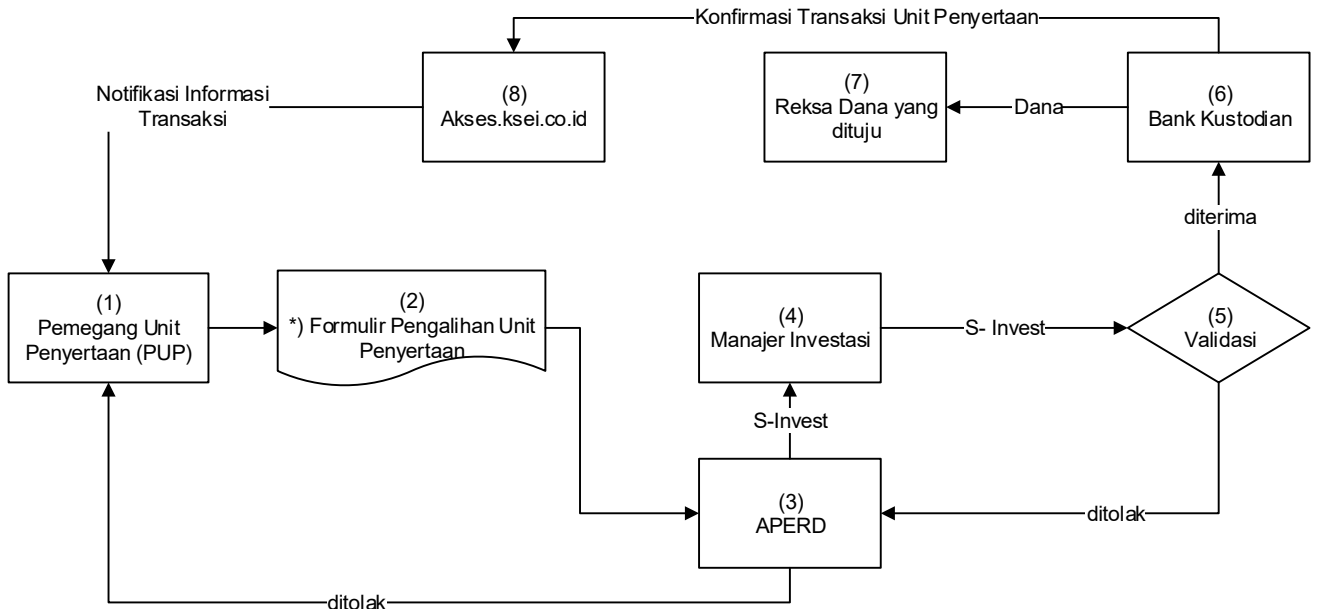 Konfirmasi Transaksi Unit Penyertaan
Notifikasi Informasi
Transaksi
(8)
Akses.ksei.co.id
(7)
Reksa Dana yang
dituju
Dana
(6)
Bank Kustodian
diterima
(1)
Pemegang Unit
Penyertaan (PUP)
(2)
*) Formulir Pengalihan Unit
Penyertaan
(4)
Manajer Investasi
S- Invest
(5)
Validasi
S-Invest
(3)
APERD
ditolak
ditolak